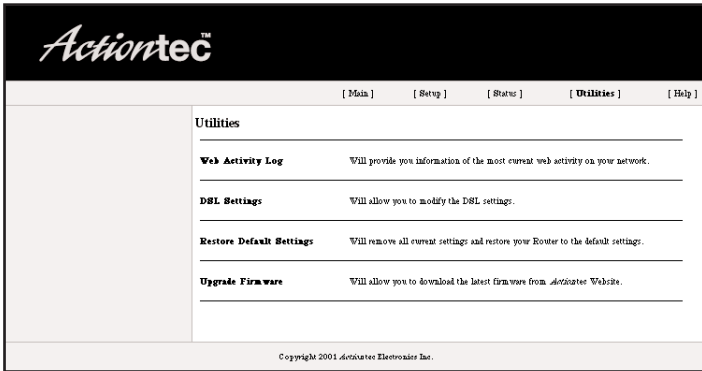 Actiontec™
[ Main ] [ Setup ] [ Status ] [ Utilities ] [ Help ]
Utilities
Web Activity Log Will provide you information of the most current web activity on your network.
DSL Settings Will allow you to modify the DSL settings.
Restore Default Settings Will remove all current settings and restore your Router to the default settings.
Upgrade Firmware Will allow you to download the latest firmware from Actiontec Website.
Copyright 2001 Actiontec Electronics Inc.